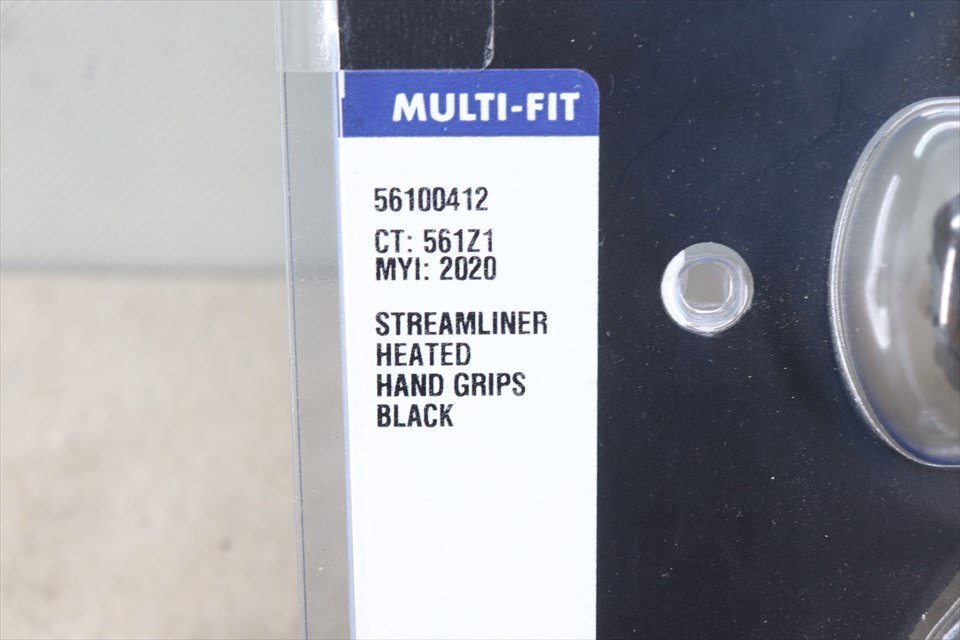 MULTI-FIT
56100412
CT: 561Z1
MYI: 2020
STREAMLINER
HEATED
HAND GRIPS
BLACK